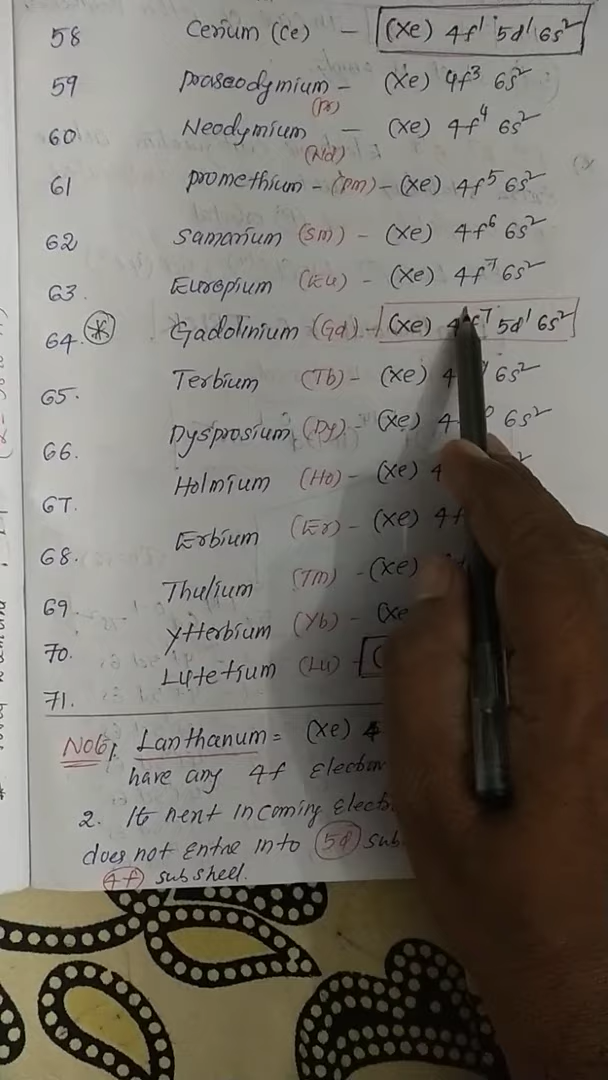 58 Cerium (Ce) - (Xe) 4f¹ 5d¹ 6s²
59 praseodymium - (Xe) 4f³ 6s²
(Pr)
60 Neodymium - (Xe) 4f⁴ 6s²
(Nd)
61 promethium - (pm) - (Xe) 4f⁵ 6s²
62 Samarium (Sm) - (Xe) 4f⁶ 6s²
63. Europium (Eu) - (Xe) 4f⁷ 6s²
64. * Gadolinium (Gd) - (Xe) 4f⁷ 5d¹ 6s²
65. Terbium (Tb) - (Xe) 4 6s²
66. Dysprosium (Dy) - (Xe) 4 6s²
67. Holmium (Ho) - (Xe) 4
68. Erbium (Er) - (Xe) 4f
69. Thulium (Tm) - (Xe)
70. Ytterbium (Yb) - (Xe
71. Lutetium (Lu) - (
Note; Lanthanum = (Xe)
have any 4f Electron
2. It next incoming Elect
does not Entre into (5d) sub
(4f) subshell.